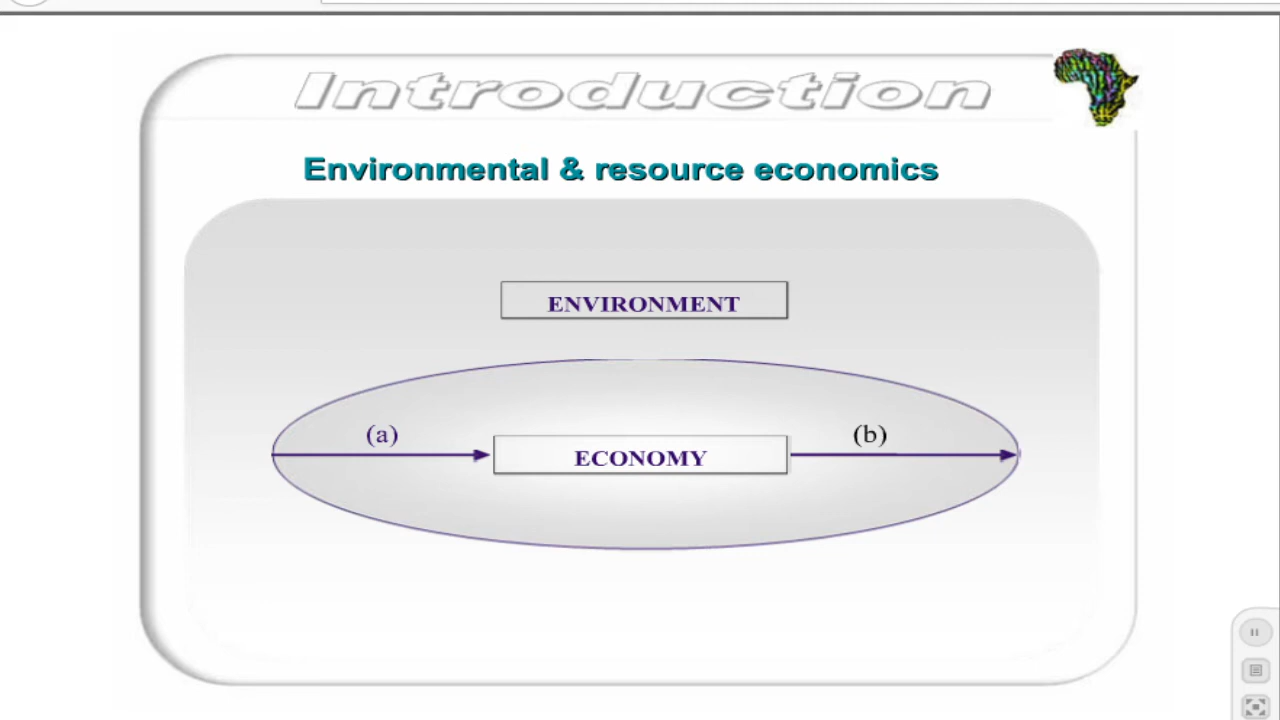 Introduction
Environmental & resource economics
ENVIRONMENT
(a)
ECONOMY
(b)